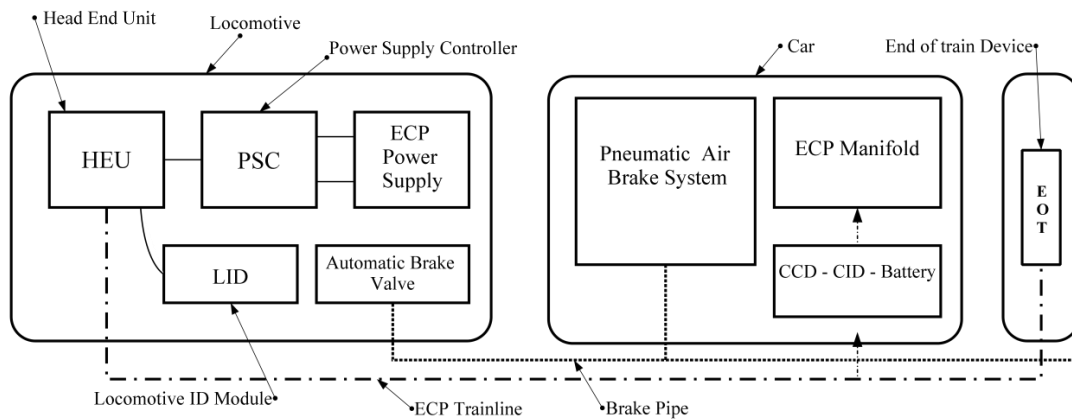 Head End Unit
Locomotive
Power Supply Controller
Car
End of train Device
HEU
PSC
ECP
Power
Supply
Pneumatic Air
Brake System
ECP Manifold
EOT
LID
Automatic Brake
Valve
CCD - CID - Battery
Locomotive ID Module
ECP Trainline
Brake Pipe